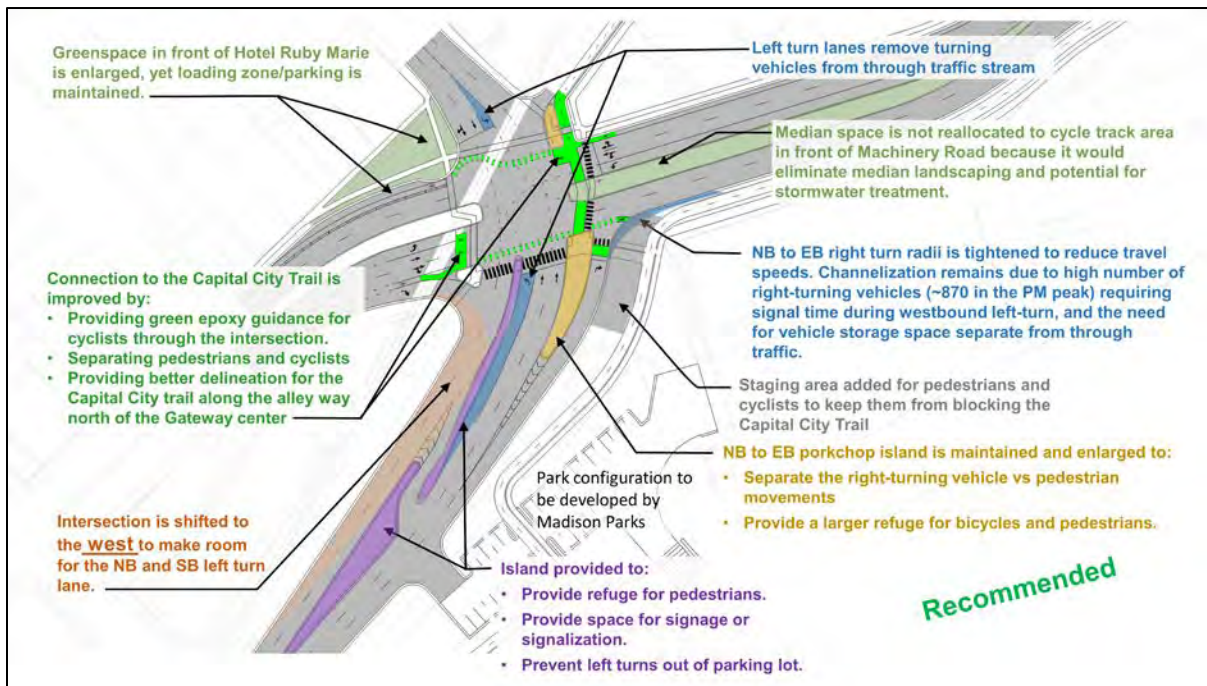 Greenspace in front of Hotel Ruby Marie
is enlarged, yet loading zone/parking is
maintained.
Left turn lanes remove turning
vehicles from through traffic stream
Median space is not reallocated to cycle track area
in front of Machinery Road because it would
eliminate median landscaping and potential for
stormwater treatment.
NB to EB right turn radii is tightened to reduce travel
speeds. Channelization remains due to high number of
right-turning vehicles (~870 in the PM peak) requiring
signal time during westbound left-turn, and the need
for vehicle storage space separate from through
traffic.
Connection to the Capital City Trail is
improved by:
• Providing green epoxy guidance for
cyclists through the intersection.
• Separating pedestrians and cyclists
• Providing better delineation for the
Capital City trail along the alley way
north of the Gateway center
Staging area added for pedestrians and
cyclists to keep them from blocking the
Capital City Trail
NB to EB porkchop island is maintained and enlarged to:
• Separate the right-turning vehicle vs pedestrian
movements
• Provide a larger refuge for bicycles and pedestrians.
Park configuration to
be developed by
Madison Parks
Intersection is shifted to
the west to make room
for the NB and SB left turn
lane.
Island provided to:
• Provide refuge for pedestrians.
• Provide space for signage or
signalization.
• Prevent left turns out of parking lot.
Recommended